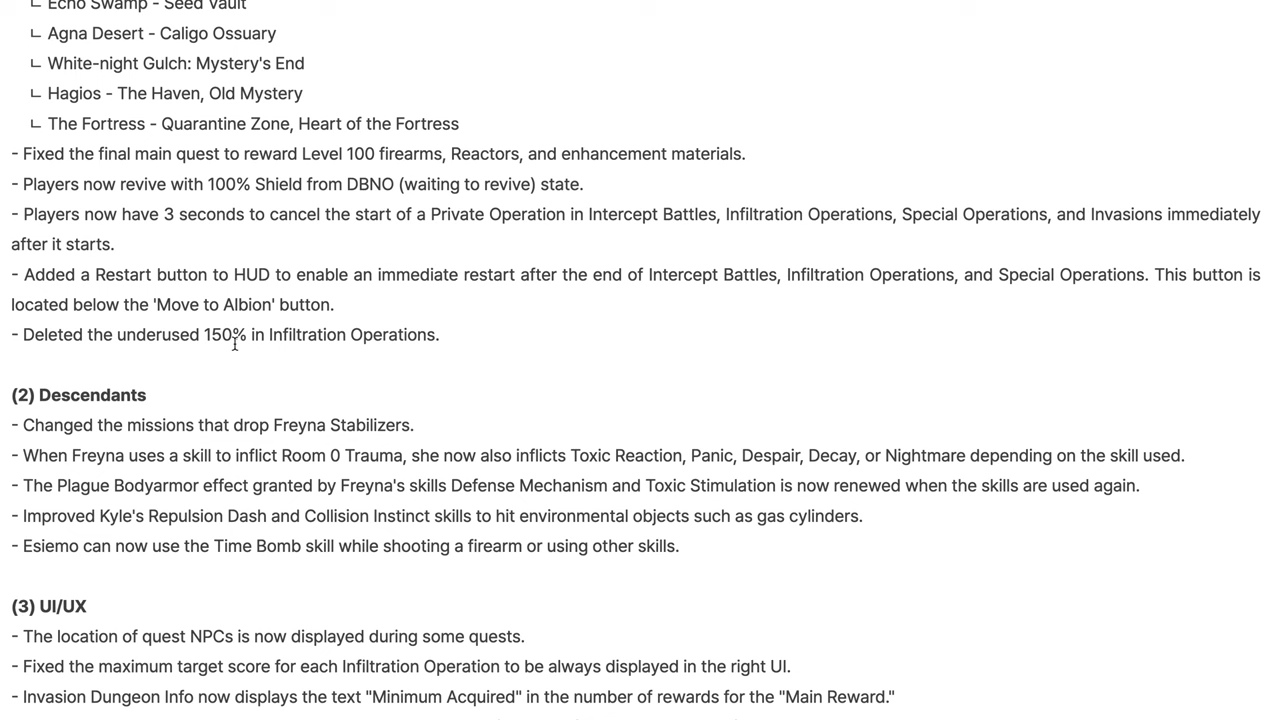 ㄴ Echo Swamp - Seed Vault
ㄴ Agna Desert - Caligo Ossuary
ㄴ White-night Gulch: Mystery's End
ㄴ Hagios - The Haven, Old Mystery
ㄴ The Fortress - Quarantine Zone, Heart of the Fortress
- Fixed the final main quest to reward Level 100 firearms, Reactors, and enhancement materials.
- Players now revive with 100% Shield from DBNO (waiting to revive) state.
- Players now have 3 seconds to cancel the start of a Private Operation in Intercept Battles, Infiltration Operations, Special Operations, and Invasions immediately
after it starts.
- Added a Restart button to HUD to enable an immediate restart after the end of Intercept Battles, Infiltration Operations, and Special Operations. This button is
located below the 'Move to Albion' button.
- Deleted the underused 150% in Infiltration Operations.
(2) Descendants
- Changed the missions that drop Freyna Stabilizers.
- When Freyna uses a skill to inflict Room 0 Trauma, she now also inflicts Toxic Reaction, Panic, Despair, Decay, or Nightmare depending on the skill used.
- The Plague Bodyarmor effect granted by Freyna's skills Defense Mechanism and Toxic Stimulation is now renewed when the skills are used again.
- Improved Kyle's Repulsion Dash and Collision Instinct skills to hit environmental objects such as gas cylinders.
- Esiemo can now use the Time Bomb skill while shooting a firearm or using other skills.
(3) UI/UX
- The location of quest NPCs is now displayed during some quests.
- Fixed the maximum target score for each Infiltration Operation to be always displayed in the right UI.
- Invasion Dungeon Info now displays the text "Minimum Acquired" in the number of rewards for the "Main Reward."